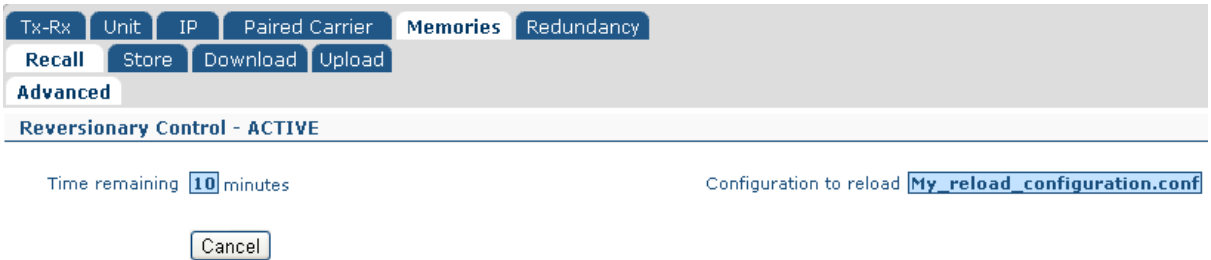 Tx-Rx Unit IP Paired Carrier Memories Redundancy
Recall Store Download Upload
Advanced
Reversionary Control - ACTIVE
Time remaining 10 minutes Configuration to reload My_reload_configuration.conf
Cancel